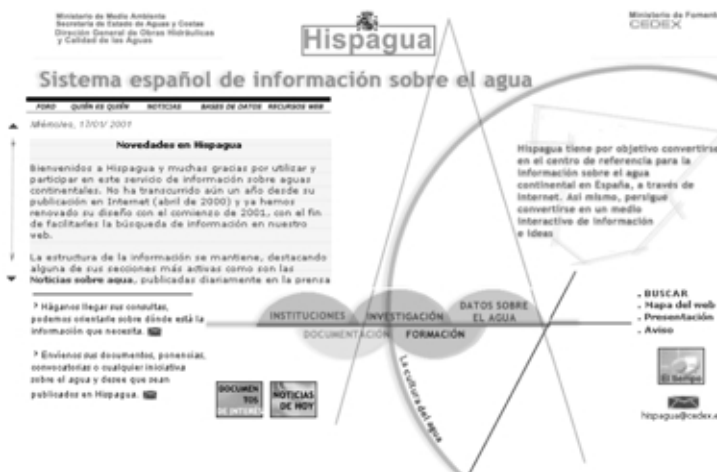 Ministerio de Medio Ambiente
Secretaría de Estado de Aguas y Costas
Dirección General de Obras Hidráulicas
y Calidad de las Aguas
Hispagua
Ministerio de Foment
CEDEX
Sistema español de información sobre el agua
FORO QUIÉN ES QUIÉN NOTICIAS BASES DE DATOS RECURSOS WEB
Miércoles, 17/01/ 2001
Novedades en Hispagua
Bienvenidos a Hispagua y muchas gracias por utilizar y
participar en este servicio de información sobre aguas
continentales. No ha transcurrido aún un año desde su
publicación en Internet (abril de 2000) y ya hemos
renovado su diseño con el comienzo de 2001, con el fin
de facilitarles la búsqueda de información en nuestro
web.
La estructura de la información se mantiene, destacando
alguna de sus secciones más activas como son las
Noticias sobre agua, publicadas diariamente en la prensa
Hispagua tiene por objetivo convertirse
en el centro de referencia para la
información sobre el agua
continental en España, a través de
Internet. Así mismo, persigue
convertirse en un medio
interactivo de información
e ideas
> Háganos llegar sus consultas,
podemos orientarle sobre dónde está la
información que necesita.
> Envíenos sus documentos, ponencias,
convocatorias o cualquier iniciativa
sobre el agua y desee que sean
publicados en Hispagua.
INSTITUCIONES
INVESTIGACIÓN
DATOS SOBRE
EL AGUA
DOCUMENTACIÓN
FORMACIÓN
La cultura del agua
DOCUMEN
TOS
DE INTERÉS
NOTICIAS
DE HOY
. BUSCAR
. Mapa del web
. Presentación
. Aviso
El tiempo
hispagua@cedex.e